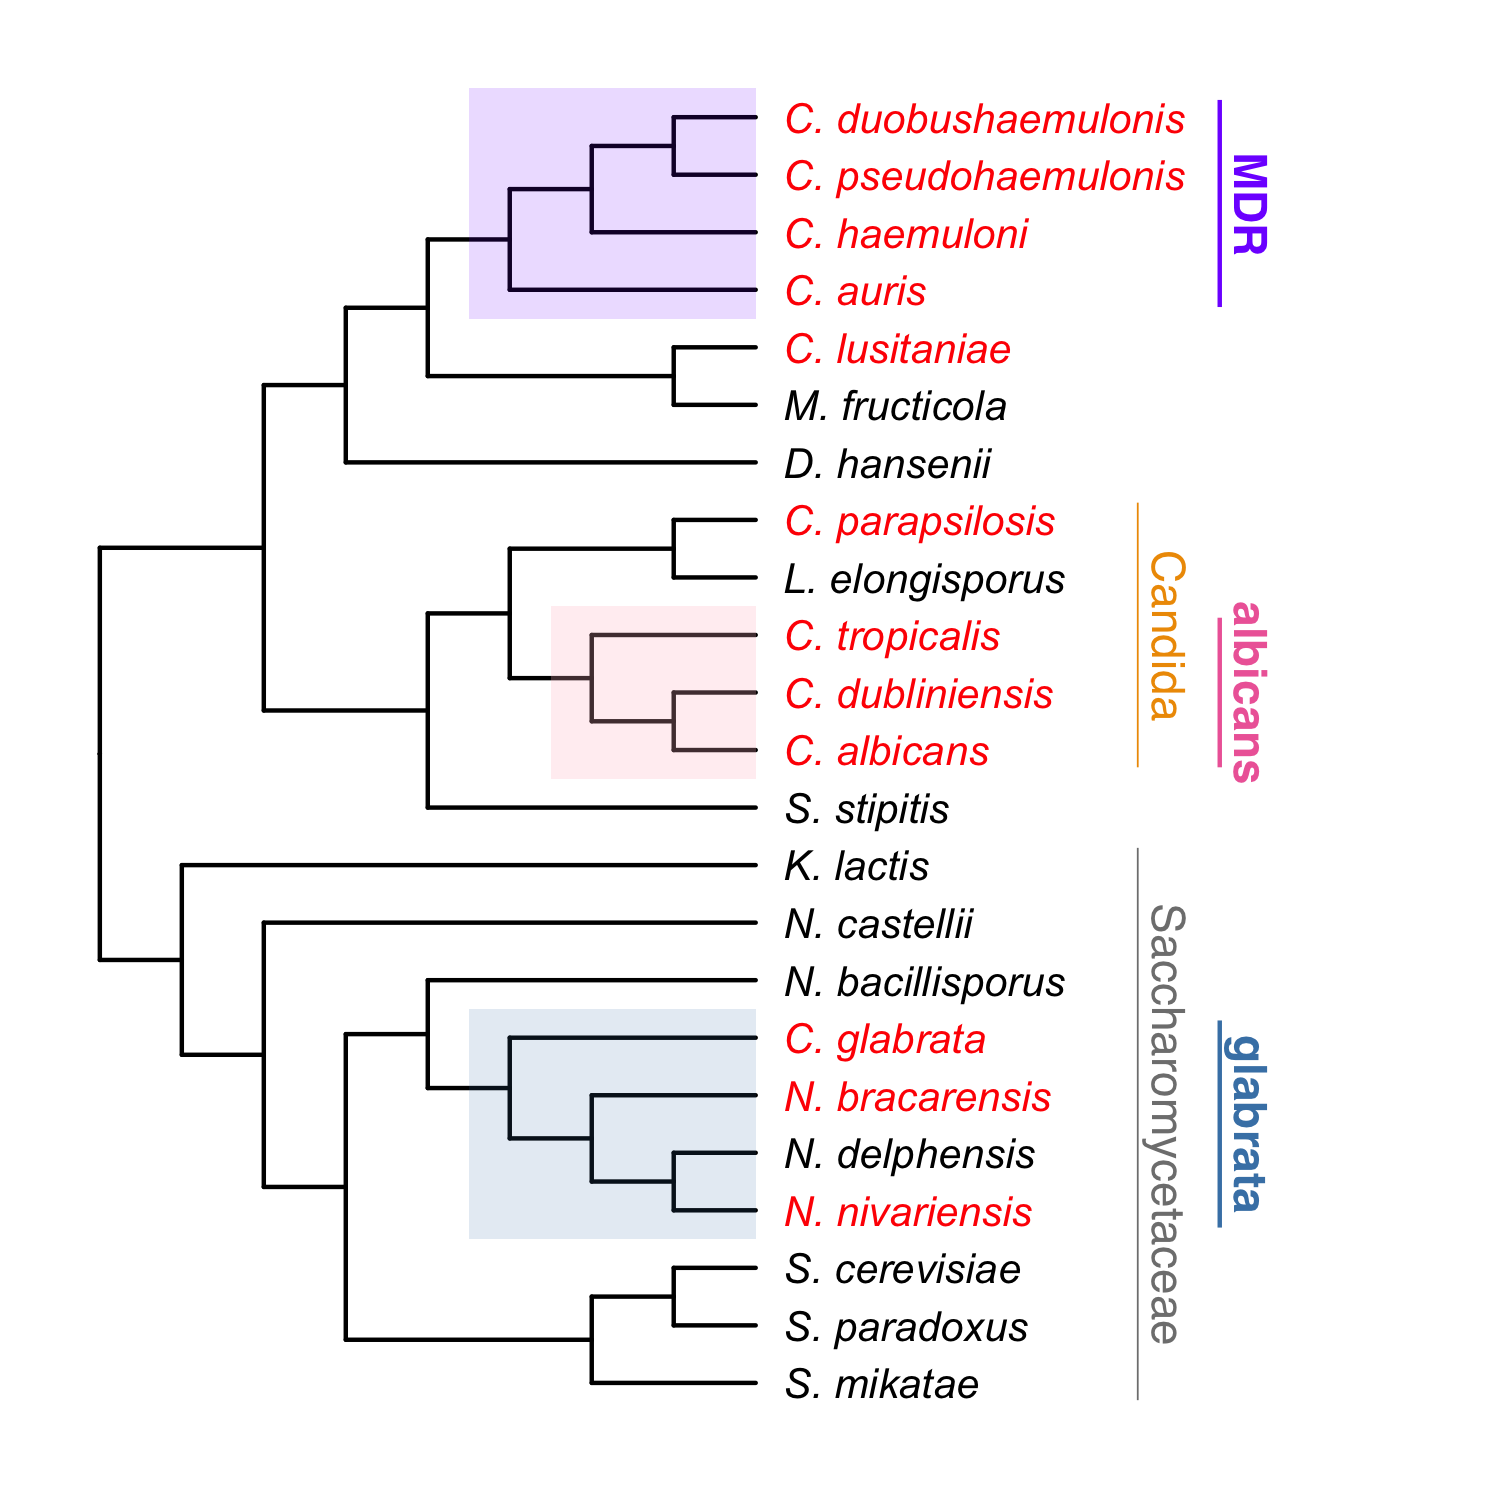 C. duobushaemulonis
C. pseudohaemulonis
C. haemuloni
C. auris
C. lusitaniae
M. fructicola
D. hansenii
C. parapsilosis
L. elongisporus
C. tropicalis
C. dubliniensis
C. albicans
S. stipitis
K. lactis
N. castellii
N. bacillisporus
C. glabrata
N. bracarensis
N. delphensis
N. nivariensis
S. cerevisiae
S. paradoxus
S. mikatae
MDR
Candida
albicans
Saccharomycetaceae
glabrata